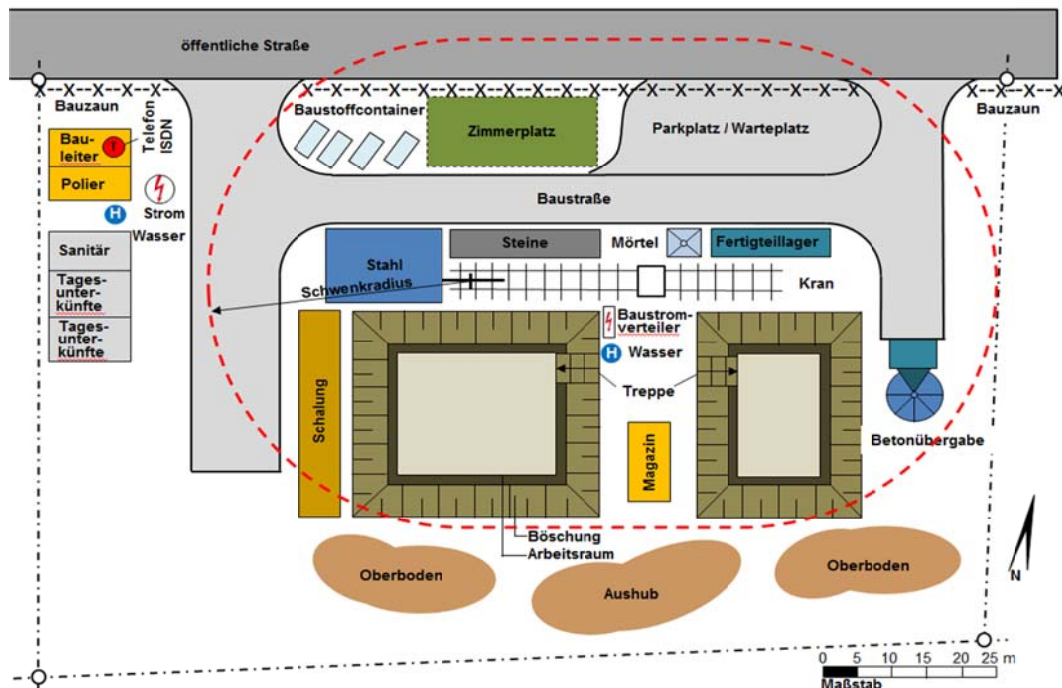 öffentliche Straße
X--X--X--X--X--X
Bauzaun
Telefon
ISDN
Bau-
leiter
T
Polier
H
Strom
Wasser
Sanitär
Tages-
unter-
künfte
Tages-
unter-
künfte
Baustoffcontainer
Zimmerplatz
Parkplatz / Warteplatz
Bauzaun
Baustraße
Stahl
Steine
Mörtel
Fertigteillager
Schwenkradius
Kran
Schalung
Baustrom-
verteiler
H
Wasser
Treppe
Magazin
Betonübergabe
Böschung
Arbeitsraum
Oberboden
Aushub
Oberboden
N
0 5 10 15 20 25 m
Maßstab